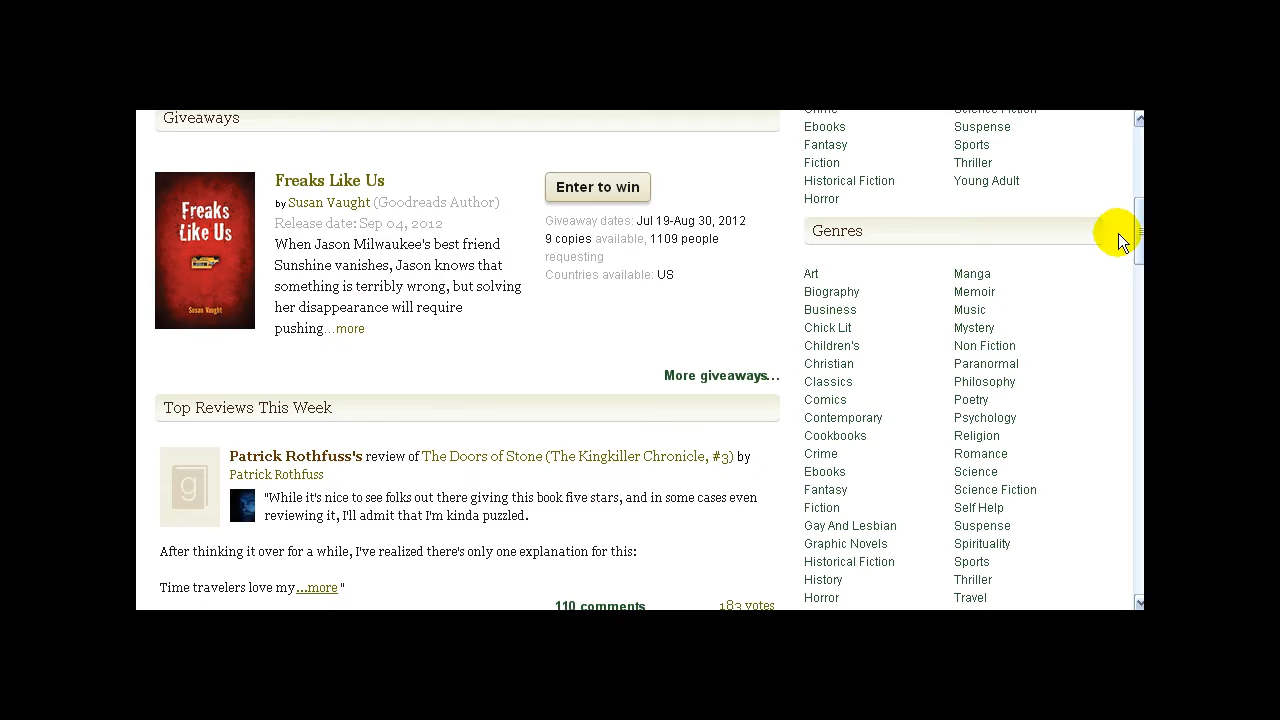 Giveaways
Freaks Like Us
by Susan Vaught (Goodreads Author)
Release date: Sep 04, 2012
When Jason Milwaukee's best friend
Sunshine vanishes, Jason knows that
something is terribly wrong, but solving
her disappearance will require
pushing...more
Freaks
Like Us
Susan Vaught
Enter to win
Giveaway dates: Jul 19-Aug 30, 2012
9 copies available, 1109 people
requesting
Countries available: US
More giveaways...
Top Reviews This Week
g
Patrick Rothfuss's review of The Doors of Stone (The Kingkiller Chronicle, #3) by
Patrick Rothfuss
"While it's nice to see folks out there giving this book five stars, and in some cases even
reviewing it, I'll admit that I'm kinda puzzled.
After thinking it over for a while, I've realized there's only one explanation for this:
Time travelers love my...more "
110 comments
183 votes
Crime
Ebooks
Fantasy
Fiction
Historical Fiction
Horror
Science Fiction
Suspense
Sports
Thriller
Young Adult
Genres
Art
Biography
Business
Chick Lit
Children's
Christian
Classics
Comics
Contemporary
Cookbooks
Crime
Ebooks
Fantasy
Fiction
Gay And Lesbian
Graphic Novels
Historical Fiction
History
Horror
Manga
Memoir
Music
Mystery
Non Fiction
Paranormal
Philosophy
Poetry
Psychology
Religion
Romance
Science
Science Fiction
Self Help
Suspense
Spirituality
Sports
Thriller
Travel